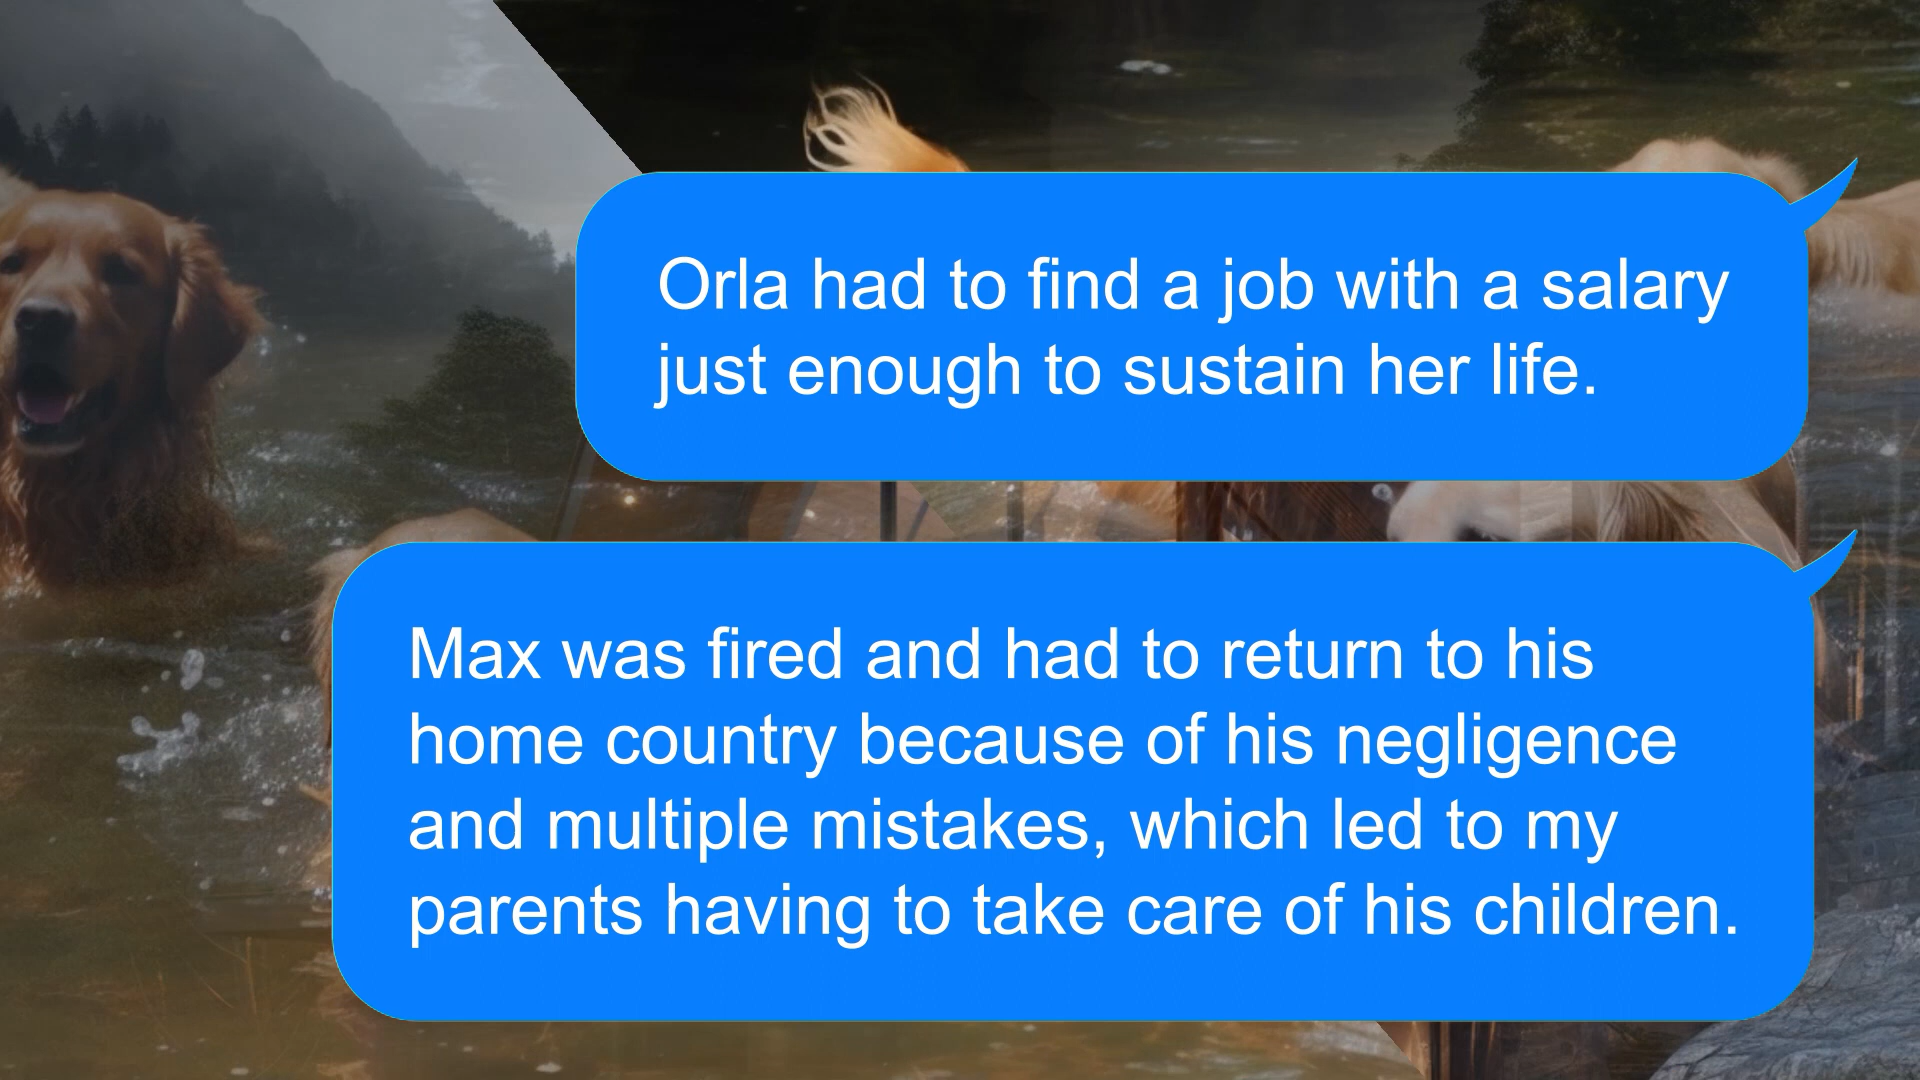 Orla had to find a job with a salary
just enough to sustain her life.
Max was fired and had to return to his
home country because of his negligence
and multiple mistakes, which led to my
parents having to take care of his children.